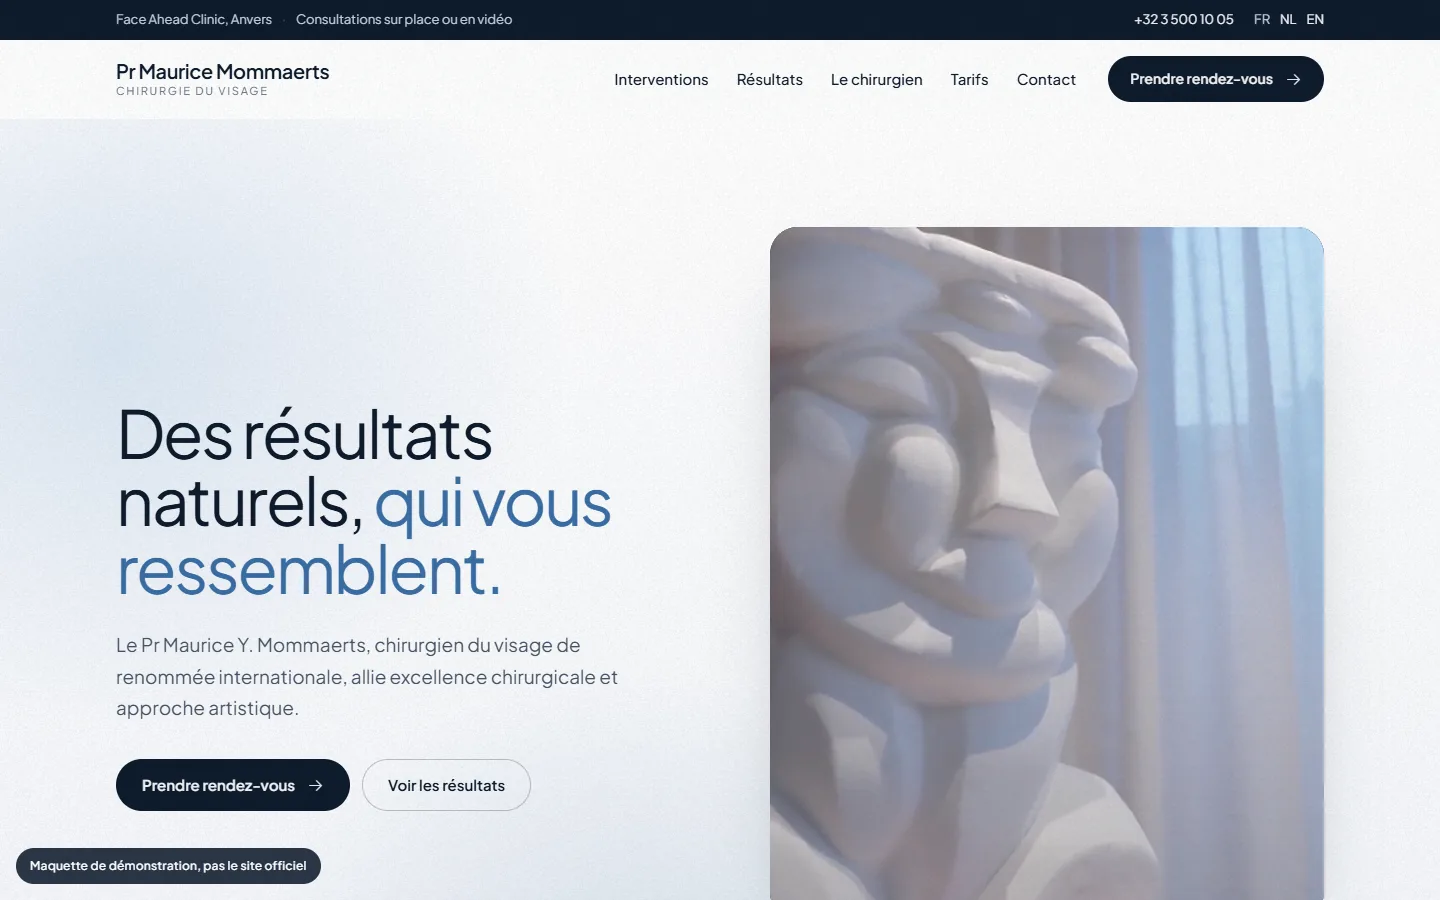 Face Ahead Clinic, Anvers · Consultations sur place ou en vidéo
+32 3 500 10 05 FR NL EN
Pr Maurice Mommaerts
CHIRURGIE DU VISAGE
Interventions Résultats Le chirurgien Tarifs Contact Prendre rendez-vous →
Des résultats
naturels, qui vous
ressemblent.
Le Pr Maurice Y. Mommaerts, chirurgien du visage de
renommée internationale, allie excellence chirurgicale et
approche artistique.
Prendre rendez-vous → Voir les résultats
Maquette de démonstration, pas le site officiel